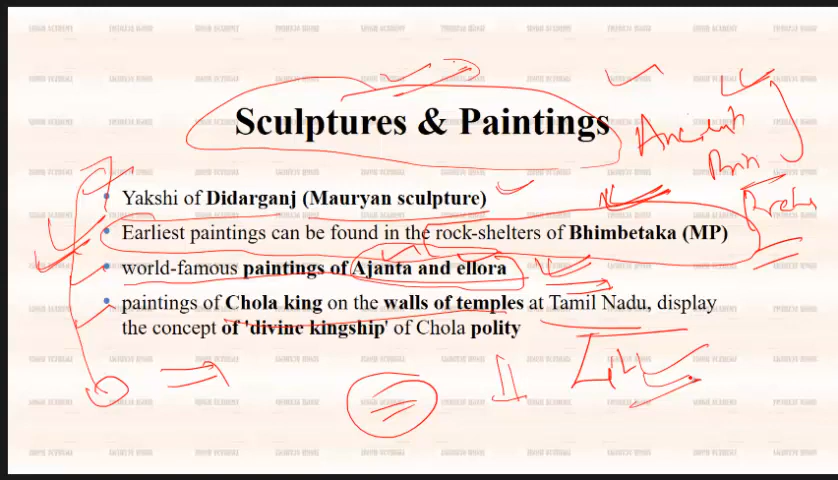 Sculptures & Paintings
Ancient
Yakshi of Didarganj (Mauryan sculpture)
Earliest paintings can be found in the rock-shelters of Bhimbetaka (MP)
world-famous paintings of Ajanta and ellora
paintings of Chola king on the walls of temples at Tamil Nadu, display
the concept of 'divine kingship' of Chola polity